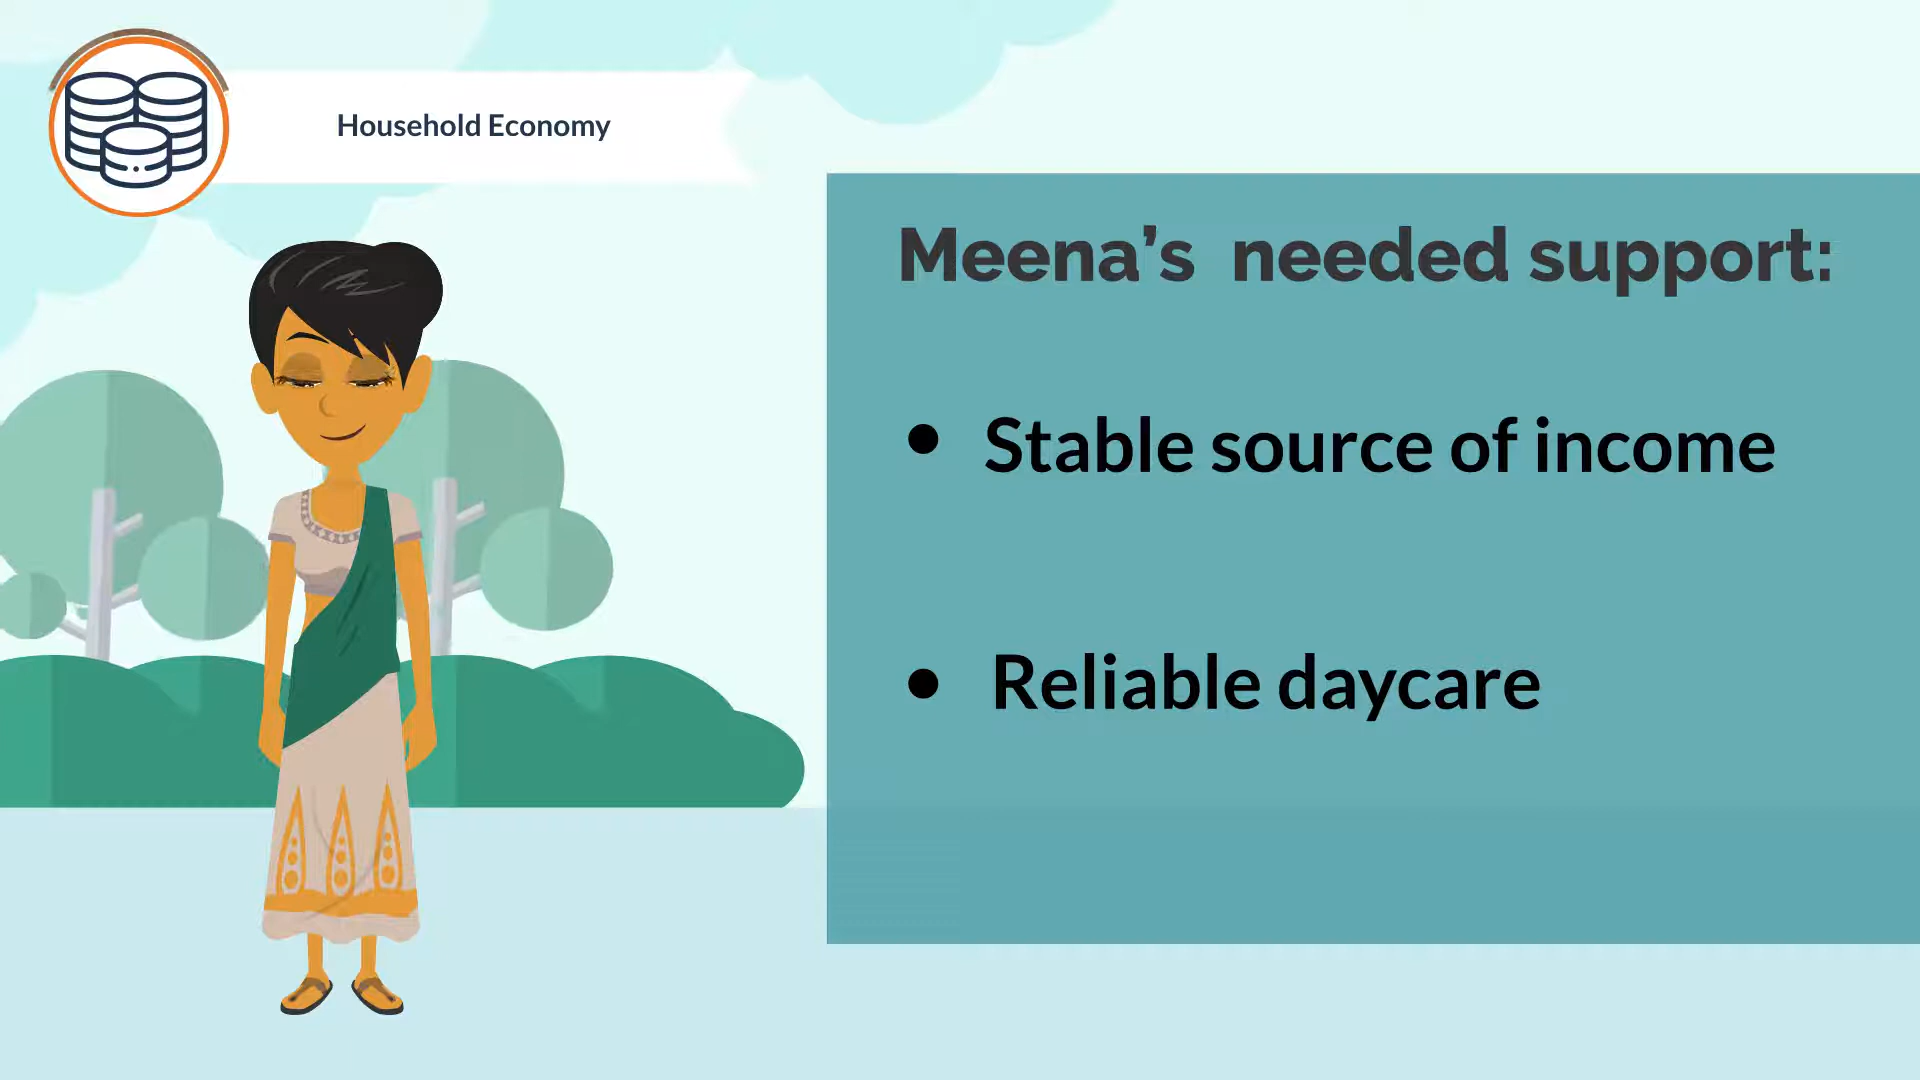 Household Economy
Meena’s needed support:
• Stable source of income
• Reliable daycare